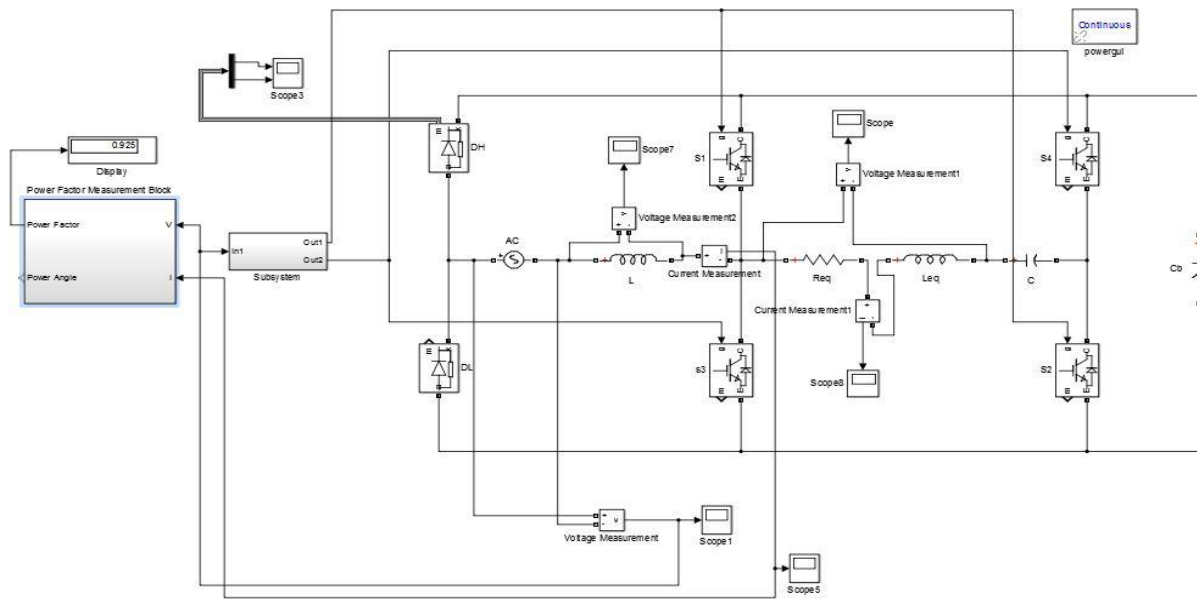 Continuous
powergui
Scope3
0.925
Display
DH
Scope7
S1
Scope
Voltage Measurement1
S4
Power Factor Measurement Block
Power Factor
V
Power Angle
I
In1
Out1
Out2
Subsystem
Voltage Measurement2
AC
L
Current Measurement
Req
Leq
C
Cb
Current Measurement1
DL
s3
Scope8
S2
Voltage Measurement
Scope1
Scope5